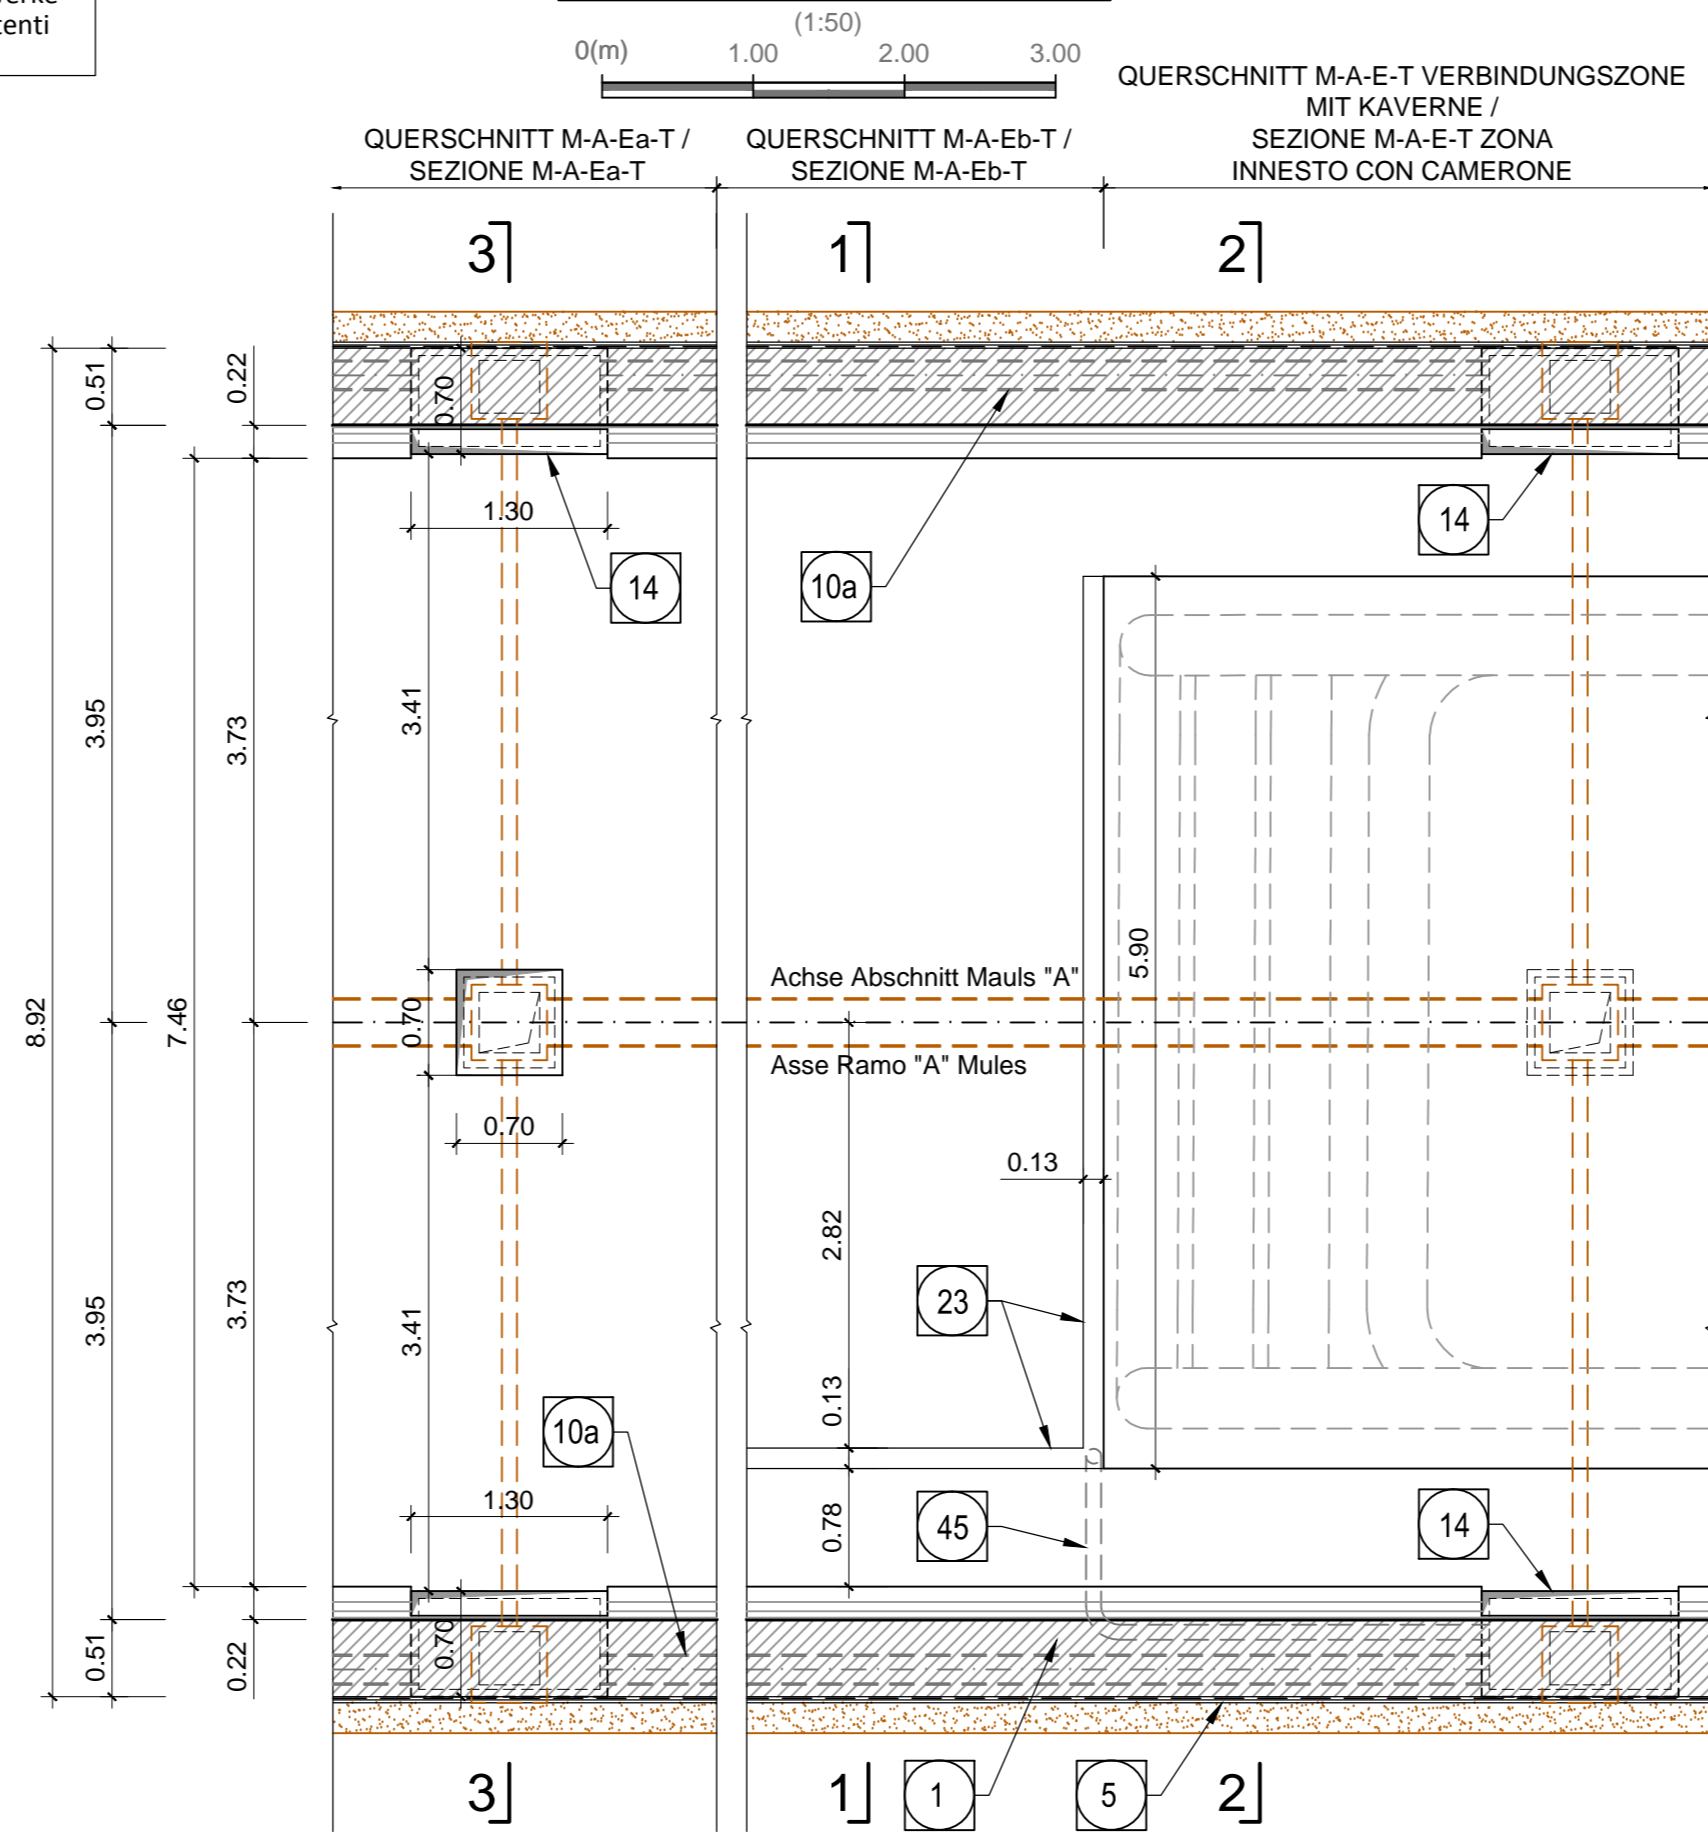 (1:50)
0(m) 1.00 2.00 3.00
QUERSCHNITT M-A-Ea-T /
SEZIONE M-A-Ea-T
QUERSCHNITT M-A-Eb-T /
SEZIONE M-A-Eb-T
QUERSCHNITT M-A-E-T VERBINDUNGSZONE
MIT KAVERNE /
SEZIONE M-A-E-T ZONA
INNESTO CON CAMERONE
3 1 2
0.51
0.22
0.70
1.30
14
10a
14
3.95
3.73
3.41
8.92
7.46
0.70
0.70
Achse Abschnitt Mauls "A"
Asse Ramo "A" Mules
5.90
0.13
2.82
23
3.95
3.73
3.41
0.13
10a
1.30
0.78
45
14
0.51
0.22
0.70
3 1 1 5 2